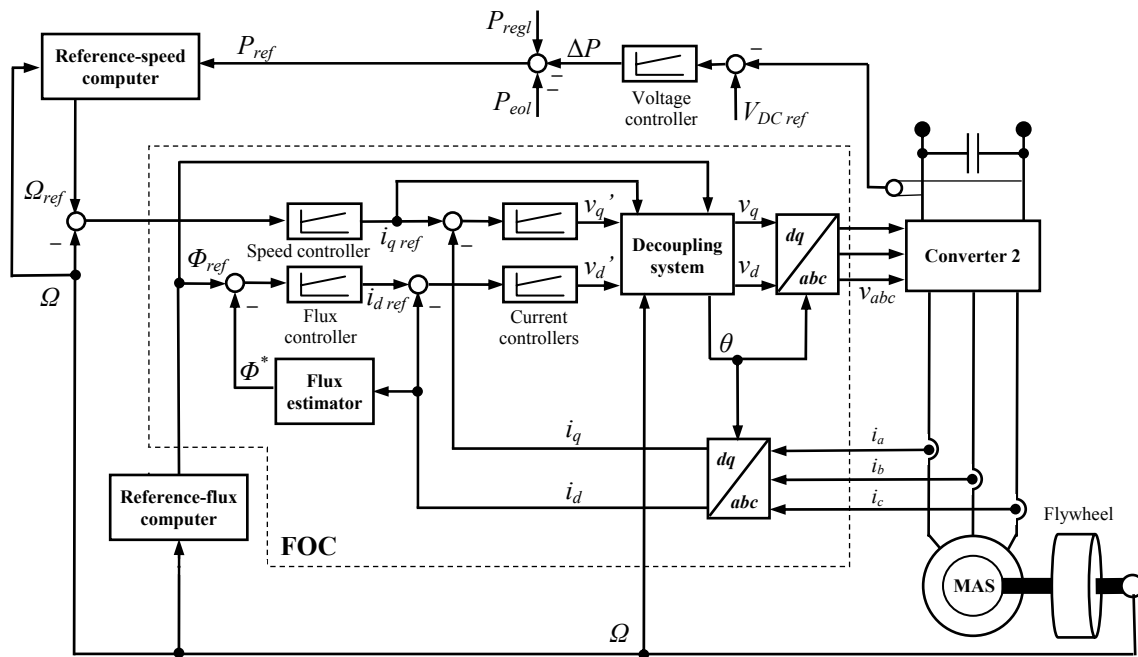 P_regl
Reference-speed
computer
P_ref
ΔP
−
−
−
−
P_eol
Voltage
controller
V_DC ref
Ω_ref
−
v_q’
v_q
dq
Speed controller
i_q ref
−
Decoupling
system
Converter 2
Φ_ref
v_d’
v_d
abc
v_abc
Ω
−
i_d ref
−
Flux
controller
Current
controllers
θ
Φ*
Flux
estimator
i_q
dq
i_a
i_b
i_d
abc
i_c
Reference-flux
computer
Flywheel
FOC
MAS
Ω